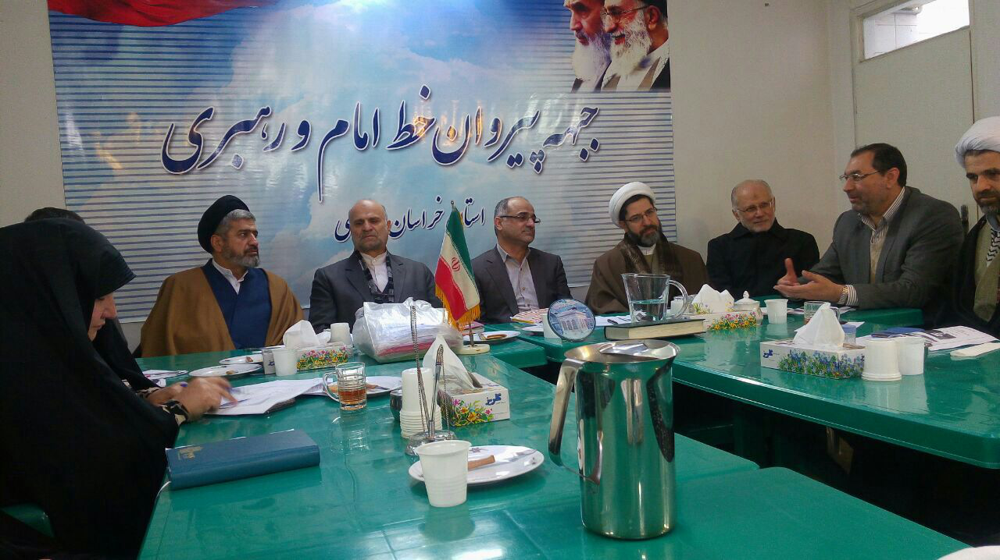 جبهه پیروان خط امام و رهبری
استان خراسان